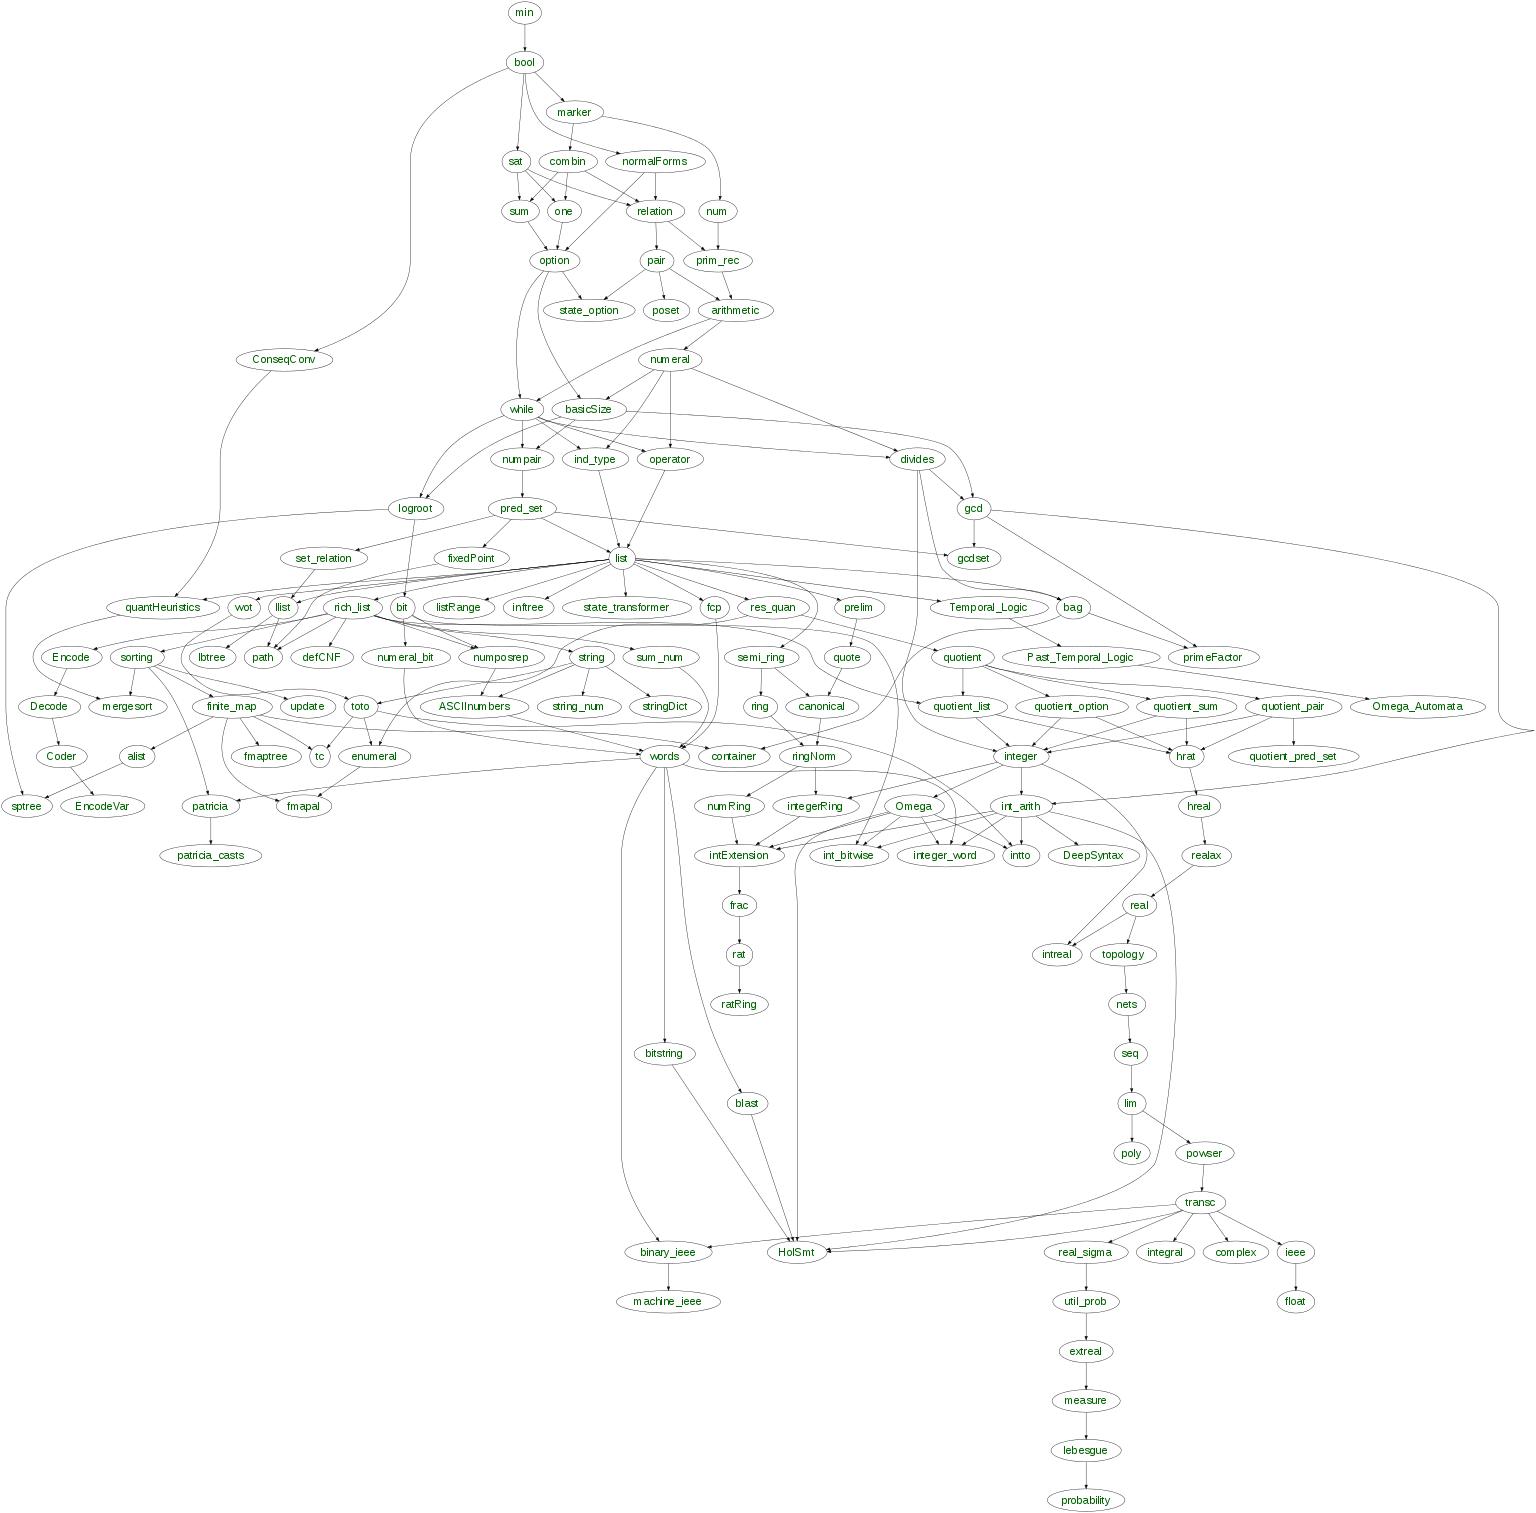 min
bool
marker
sat
combin
normalForms
sum
one
relation
num
option
pair
prim_rec
state_option
poset
arithmetic
ConseqConv
numeral
while
basicSize
numpair
ind_type
operator
divides
logroot
pred_set
gcd
set_relation
fixedPoint
list
gcdset
quantHeuristics
wot
llist
rich_list
bit
listRange
inftree
state_transformer
fcp
res_quan
prelim
Temporal_Logic
bag
Encode
sorting
lbtree
path
defCNF
numeral_bit
numposrep
string
sum_num
semi_ring
quote
quotient
Past_Temporal_Logic
primeFactor
Decode
mergesort
finite_map
update
toto
ASCIInumbers
string_num
stringDict
ring
canonical
quotient_list
quotient_option
quotient_sum
quotient_pair
Omega_Automata
Coder
alist
fmaptree
tc
enumeral
words
container
ringNorm
integer
hrat
quotient_pred_set
sptree
EncodeVar
patricia
fmapal
numRing
integerRing
Omega
int_arith
hreal
patricia_casts
intExtension
int_bitwise
integer_word
intto
DeepSyntax
realax
frac
real
rat
intreal
topology
ratRing
nets
bitstring
seq
blast
lim
poly
powser
transc
binary_ieee
HolSmt
real_sigma
integral
complex
ieee
machine_ieee
util_prob
float
extreal
measure
lebesgue
probability